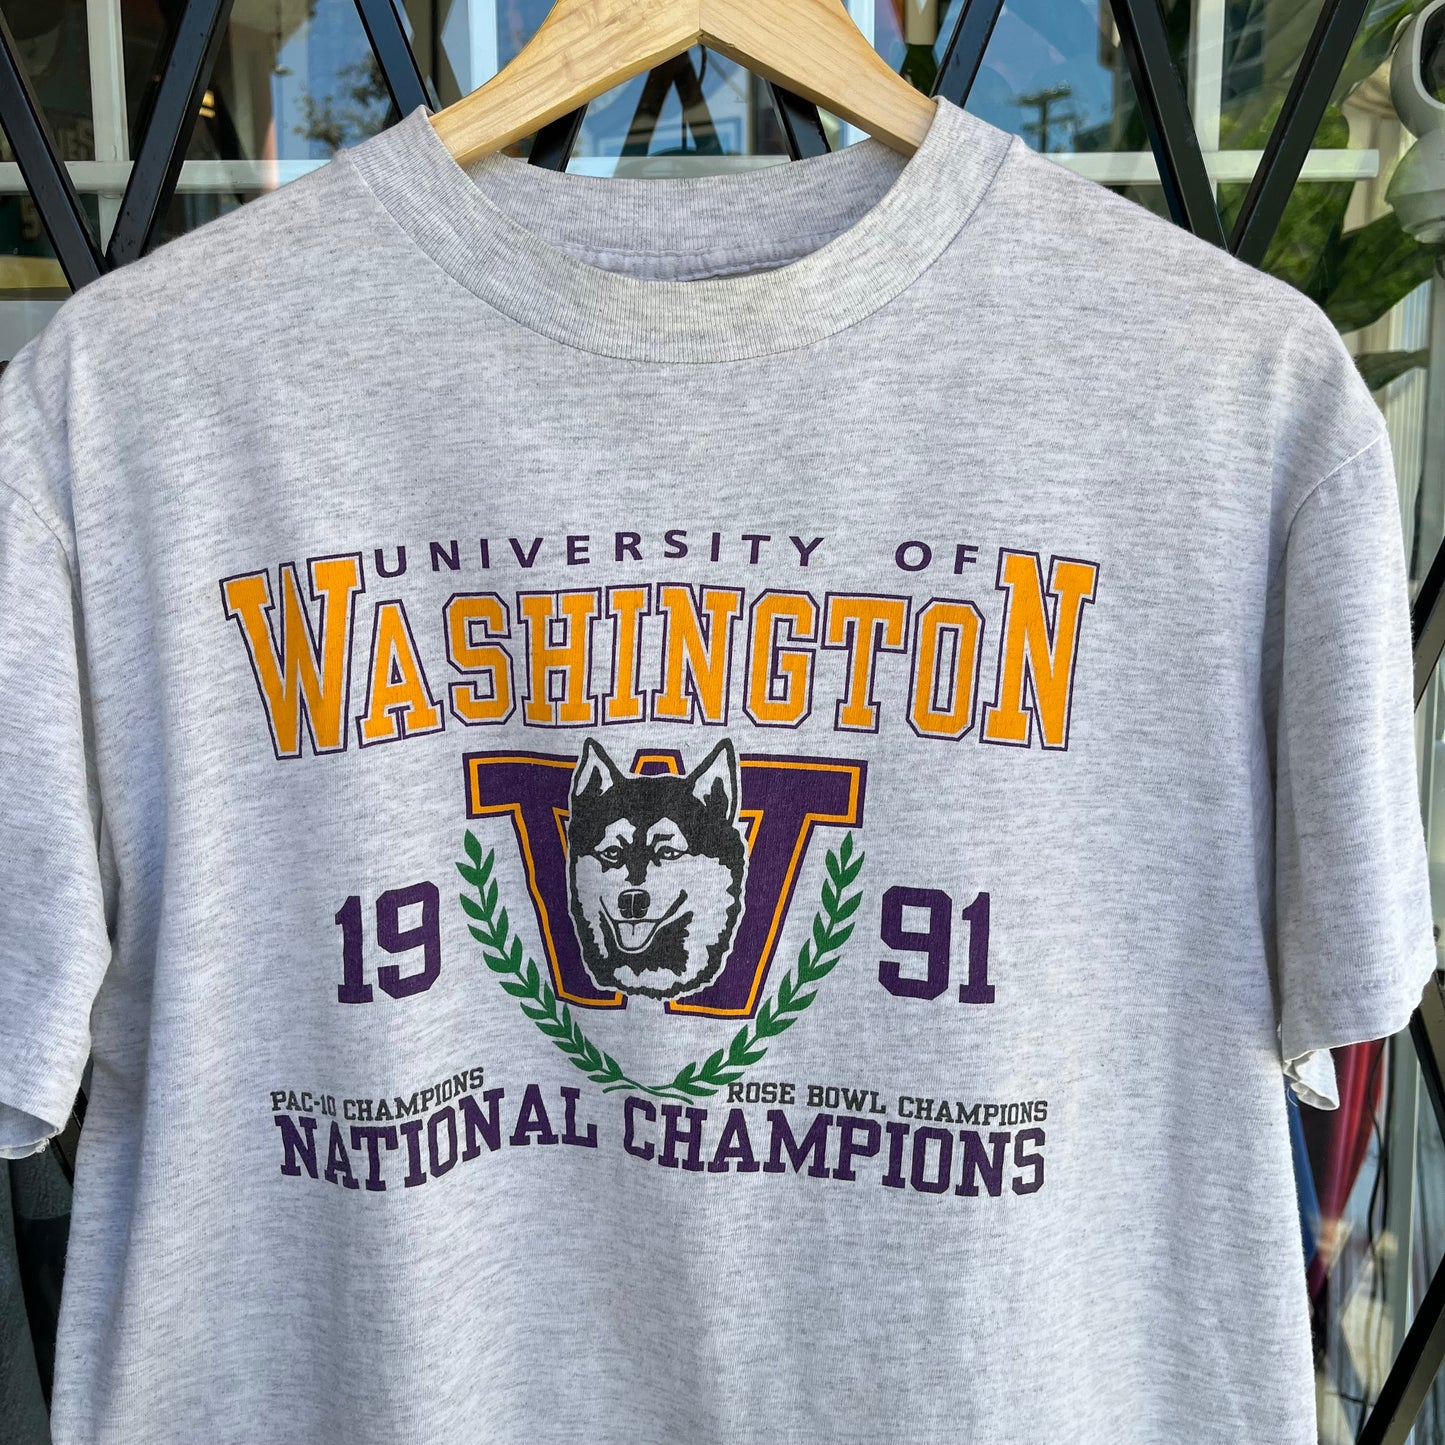 UNIVERSITY OF
WASHINGTON
W
19 91
PAC-10 CHAMPIONS
ROSE BOWL CHAMPIONS
NATIONAL CHAMPIONS